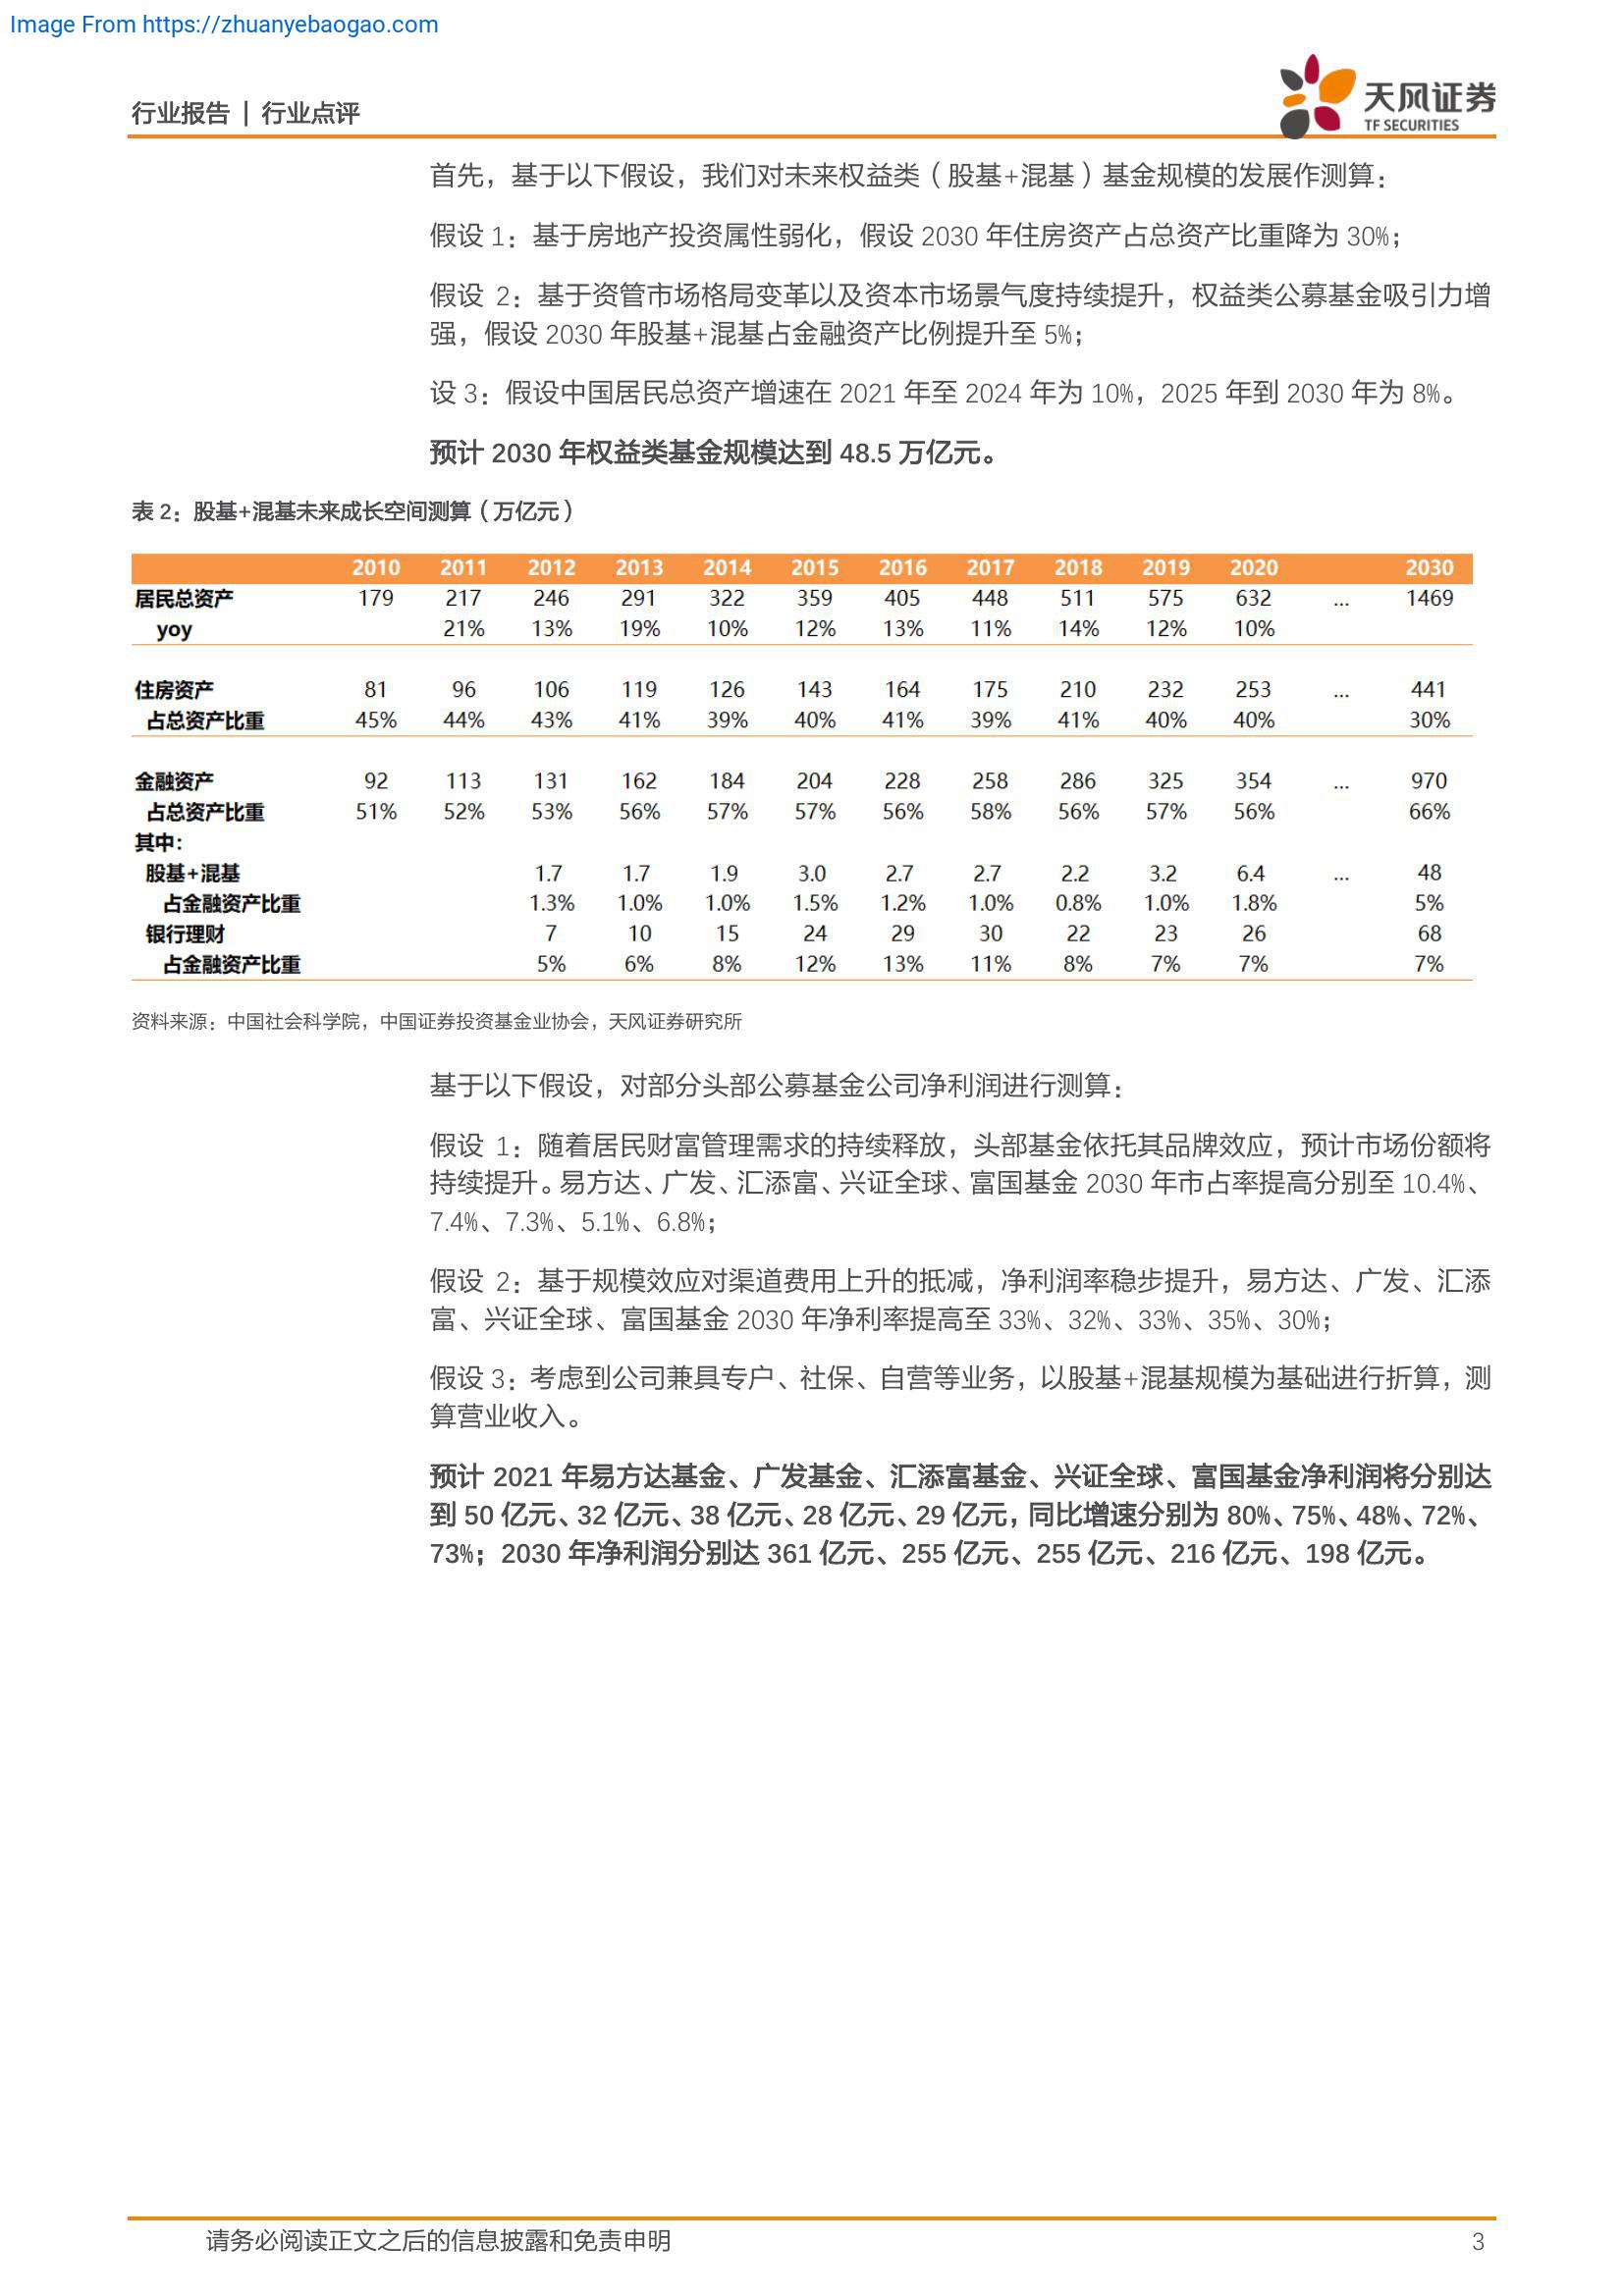 Image From https://zhuanyebaogao.com
行业报告 | 行业点评
天风证券
TF SECURITIES
首先，基于以下假设，我们对未来权益类（股基+混基）基金规模的发展作测算：
假设 1：基于房地产投资属性弱化，假设 2030 年住房资产占总资产比重降为 30%；
假设 2：基于资管市场格局变革以及资本市场景气度持续提升，权益类公募基金吸引力增
强，假设 2030 年股基+混基占金融资产比例提升至 5%；
设 3：假设中国居民总资产增速在 2021 年至 2024 年为 10%，2025 年到 2030 年为 8%。
预计 2030 年权益类基金规模达到 48.5 万亿元。
表 2：股基+混基未来成长空间测算（万亿元）
2010 2011 2012 2013 2014 2015 2016 2017 2018 2019 2020 2030
居民总资产 179 217 246 291 322 359 405 448 511 575 632 ... 1469
yoy 21% 13% 19% 10% 12% 13% 11% 14% 12% 10%
住房资产 81 96 106 119 126 143 164 175 210 232 253 ... 441
占总资产比重 45% 44% 43% 41% 39% 40% 41% 39% 41% 40% 40% 30%
金融资产 92 113 131 162 184 204 228 258 286 325 354 ... 970
占总资产比重 51% 52% 53% 56% 57% 57% 56% 58% 56% 57% 56% 66%
其中：
股基+混基 1.7 1.7 1.9 3.0 2.7 2.7 2.2 3.2 6.4 ... 48
占金融资产比重 1.3% 1.0% 1.0% 1.5% 1.2% 1.0% 0.8% 1.0% 1.8% 5%
银行理财 7 10 15 24 29 30 22 23 26 68
占金融资产比重 5% 6% 8% 12% 13% 11% 8% 7% 7% 7%
资料来源：中国社会科学院，中国证券投资基金业协会，天风证券研究所
基于以下假设，对部分头部公募基金公司净利润进行测算：
假设 1：随着居民财富管理需求的持续释放，头部基金依托其品牌效应，预计市场份额将
持续提升。易方达、广发、汇添富、兴证全球、富国基金 2030 年市占率提高分别至 10.4%、
7.4%、7.3%、5.1%、6.8%；
假设 2：基于规模效应对渠道费用上升的抵减，净利润率稳步提升，易方达、广发、汇添
富、兴证全球、富国基金 2030 年净利率提高至 33%、32%、33%、35%、30%；
假设 3：考虑到公司兼具专户、社保、自营等业务，以股基+混基规模为基础进行折算，测
算营业收入。
预计 2021 年易方达基金、广发基金、汇添富基金、兴证全球、富国基金净利润将分别达
到 50 亿元、32 亿元、38 亿元、28 亿元、29 亿元，同比增速分别为 80%、75%、48%、72%、
73%；2030 年净利润分别达 361 亿元、255 亿元、255 亿元、216 亿元、198 亿元。
请务必阅读正文之后的信息披露和免责申明 3